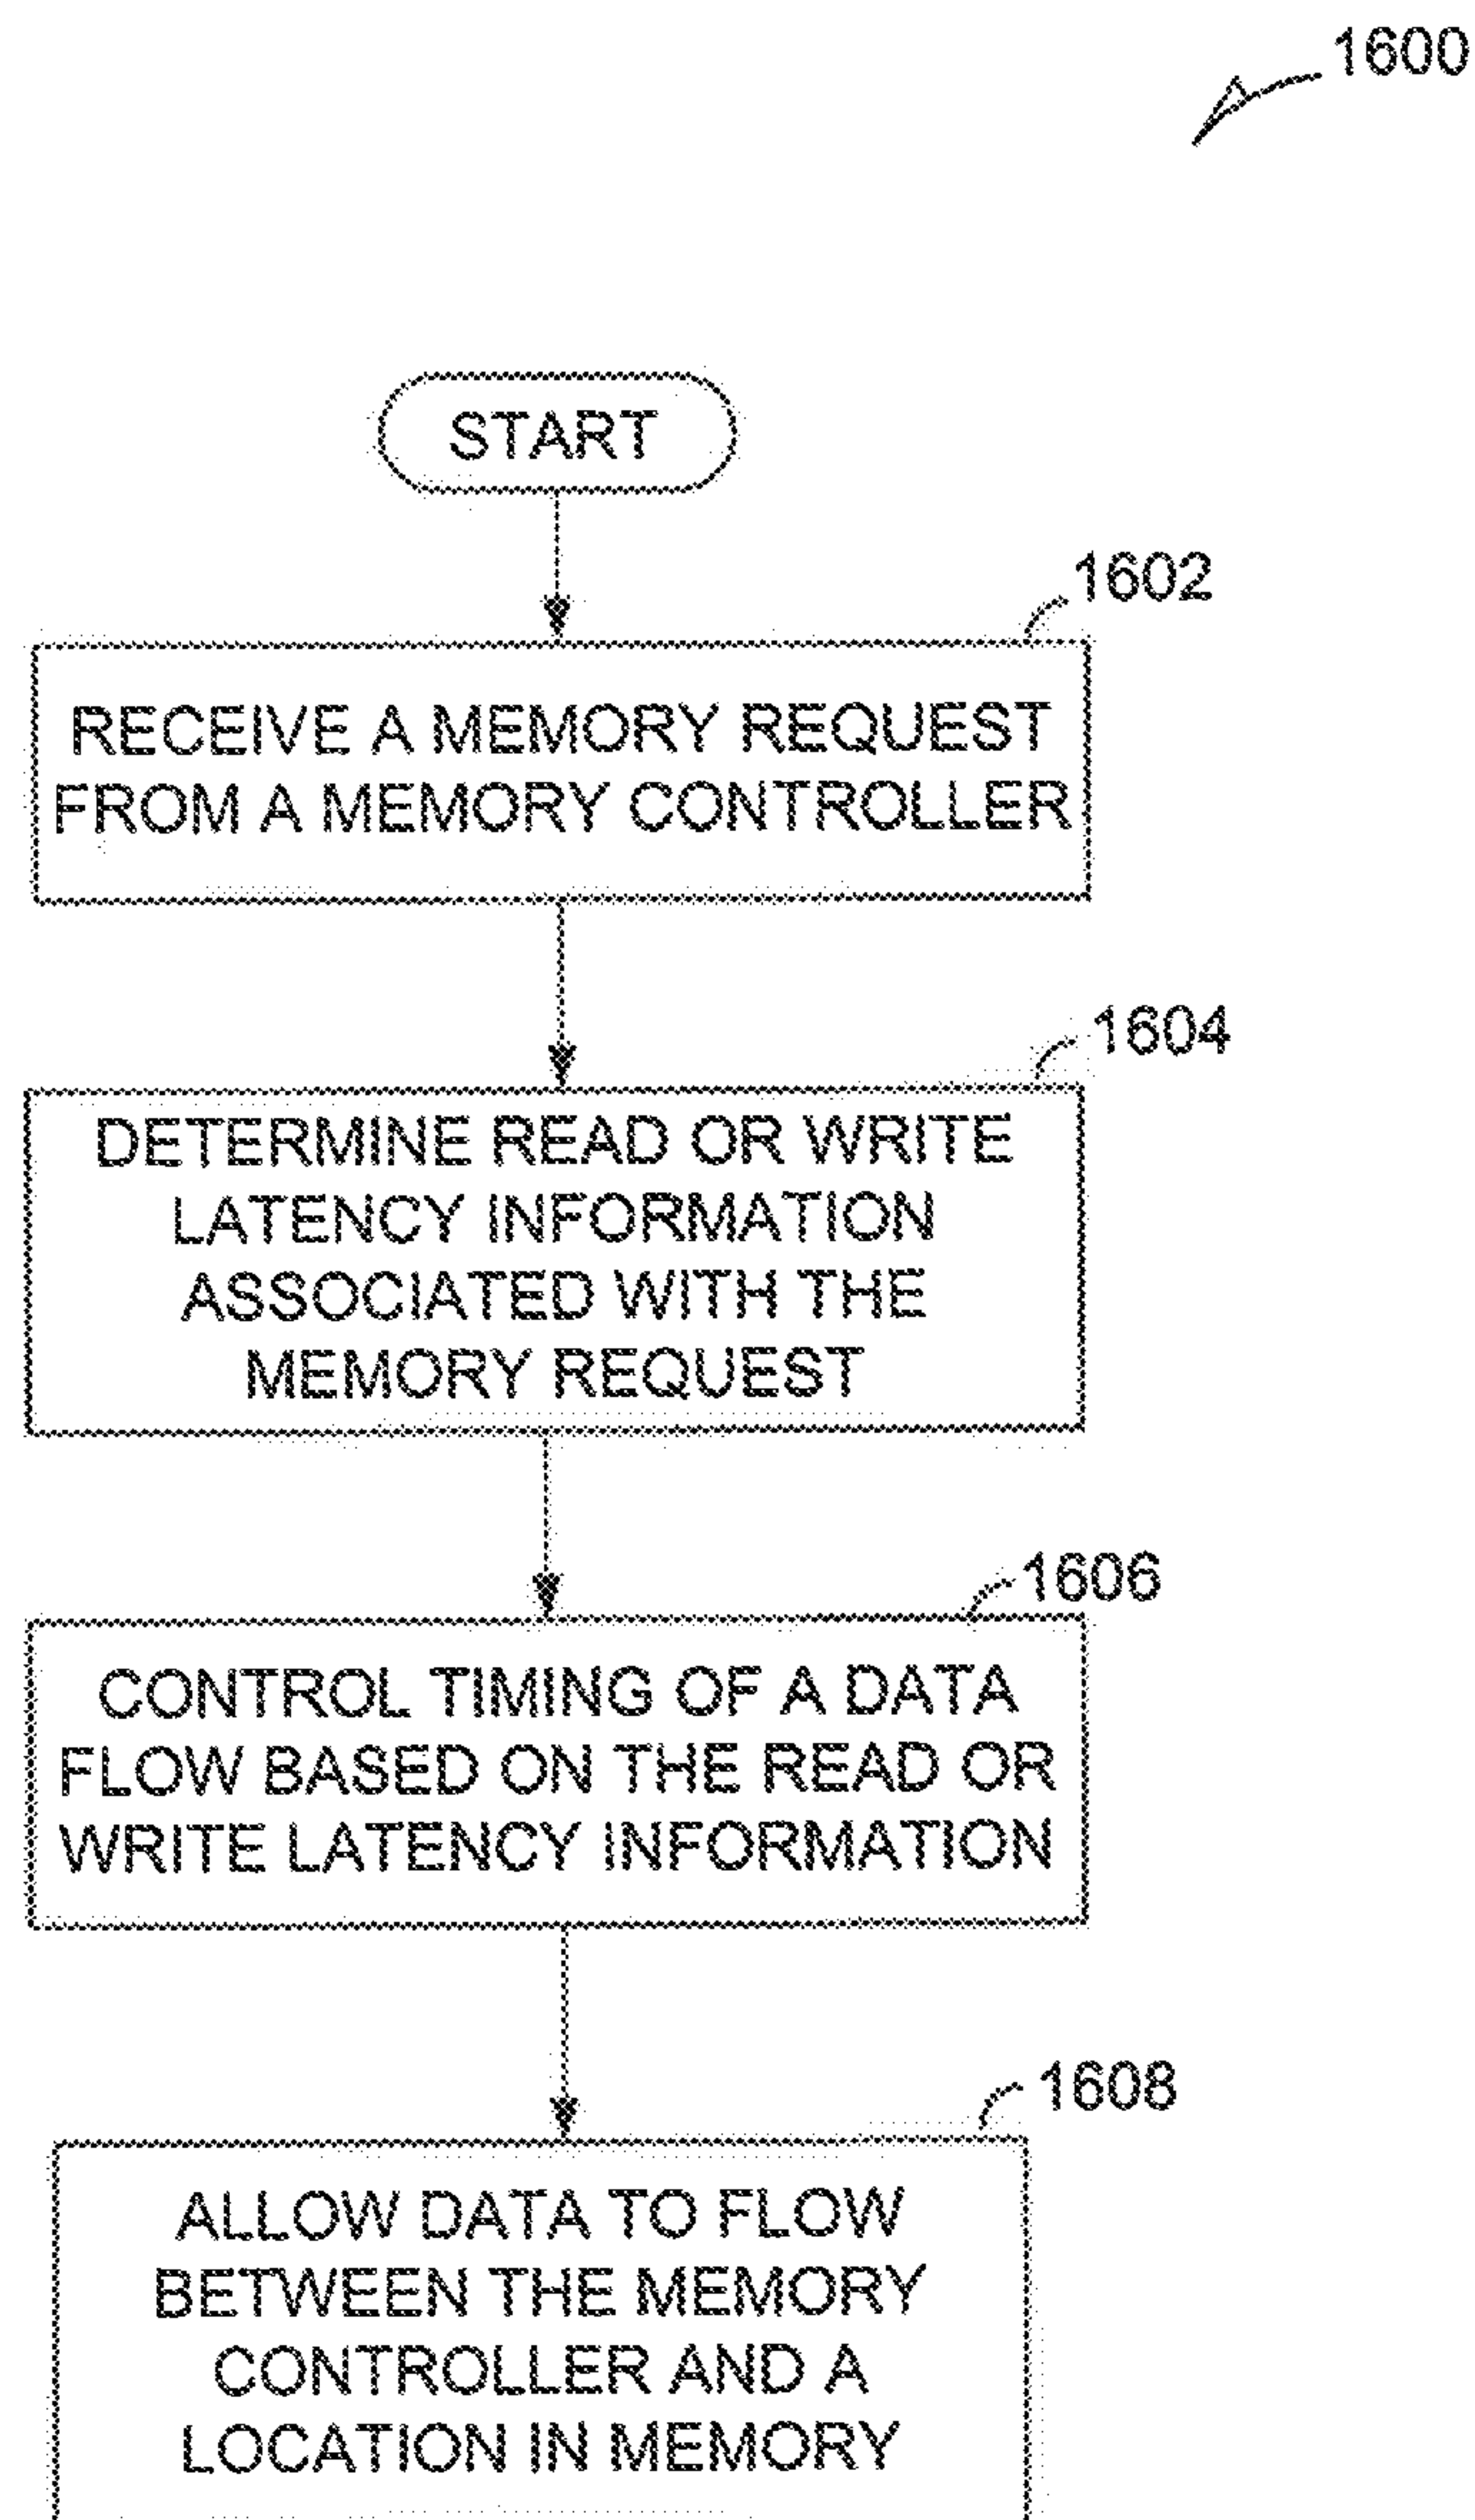 1600
START
1602
RECEIVE A MEMORY REQUEST
FROM A MEMORY CONTROLLER
1604
DETERMINE READ OR WRITE
LATENCY INFORMATION
ASSOCIATED WITH THE
MEMORY REQUEST
1606
CONTROL TIMING OF A DATA
FLOW BASED ON THE READ OR
WRITE LATENCY INFORMATION
1608
ALLOW DATA TO FLOW
BETWEEN THE MEMORY
CONTROLLER AND A
LOCATION IN MEMORY